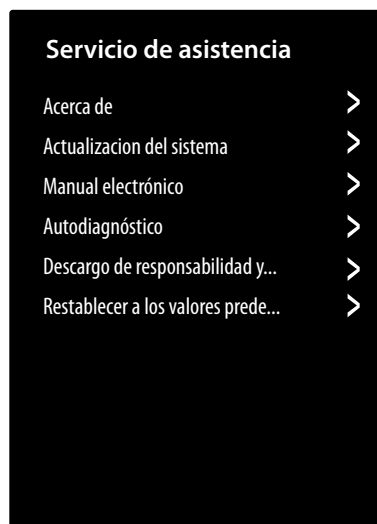 Servicio de asistencia
Acerca de
Actualizacion del sistema
Manual electrónico
Autodiagnóstico
Descargo de responsabilidad y...
Restablecer a los valores prede...